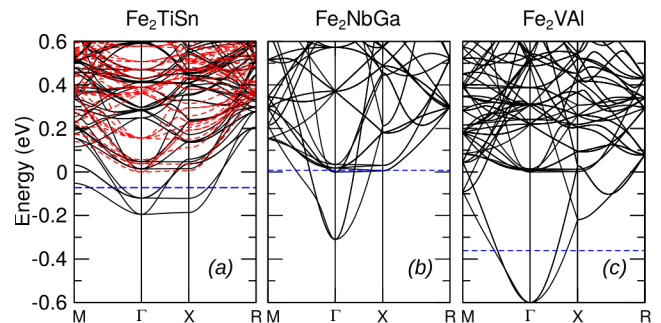 Fe₂TiSn Fe₂NbGa Fe₂VAl
Energy (eV)
0.6
0.4
0.2
0
-0.2
-0.4
-0.6
(a) (b) (c)
M Γ X R M Γ X R M Γ X R